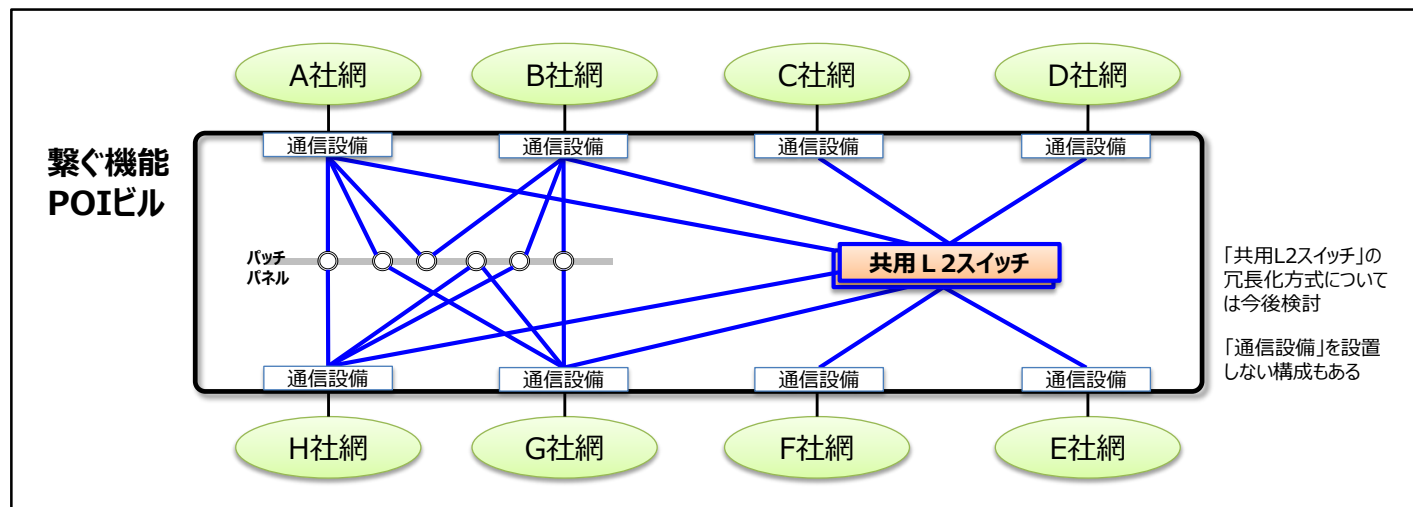 A社網
B社網
C社網
D社網
通信設備
通信設備
通信設備
通信設備
繋ぐ機能
POIビル
パッチ
パネル
共用L2スイッチ
「共用L2スイッチ」の
冗長化方式について
は今後検討
「通信設備」を設置
しない構成もある
通信設備
通信設備
通信設備
通信設備
H社網
G社網
F社網
E社網